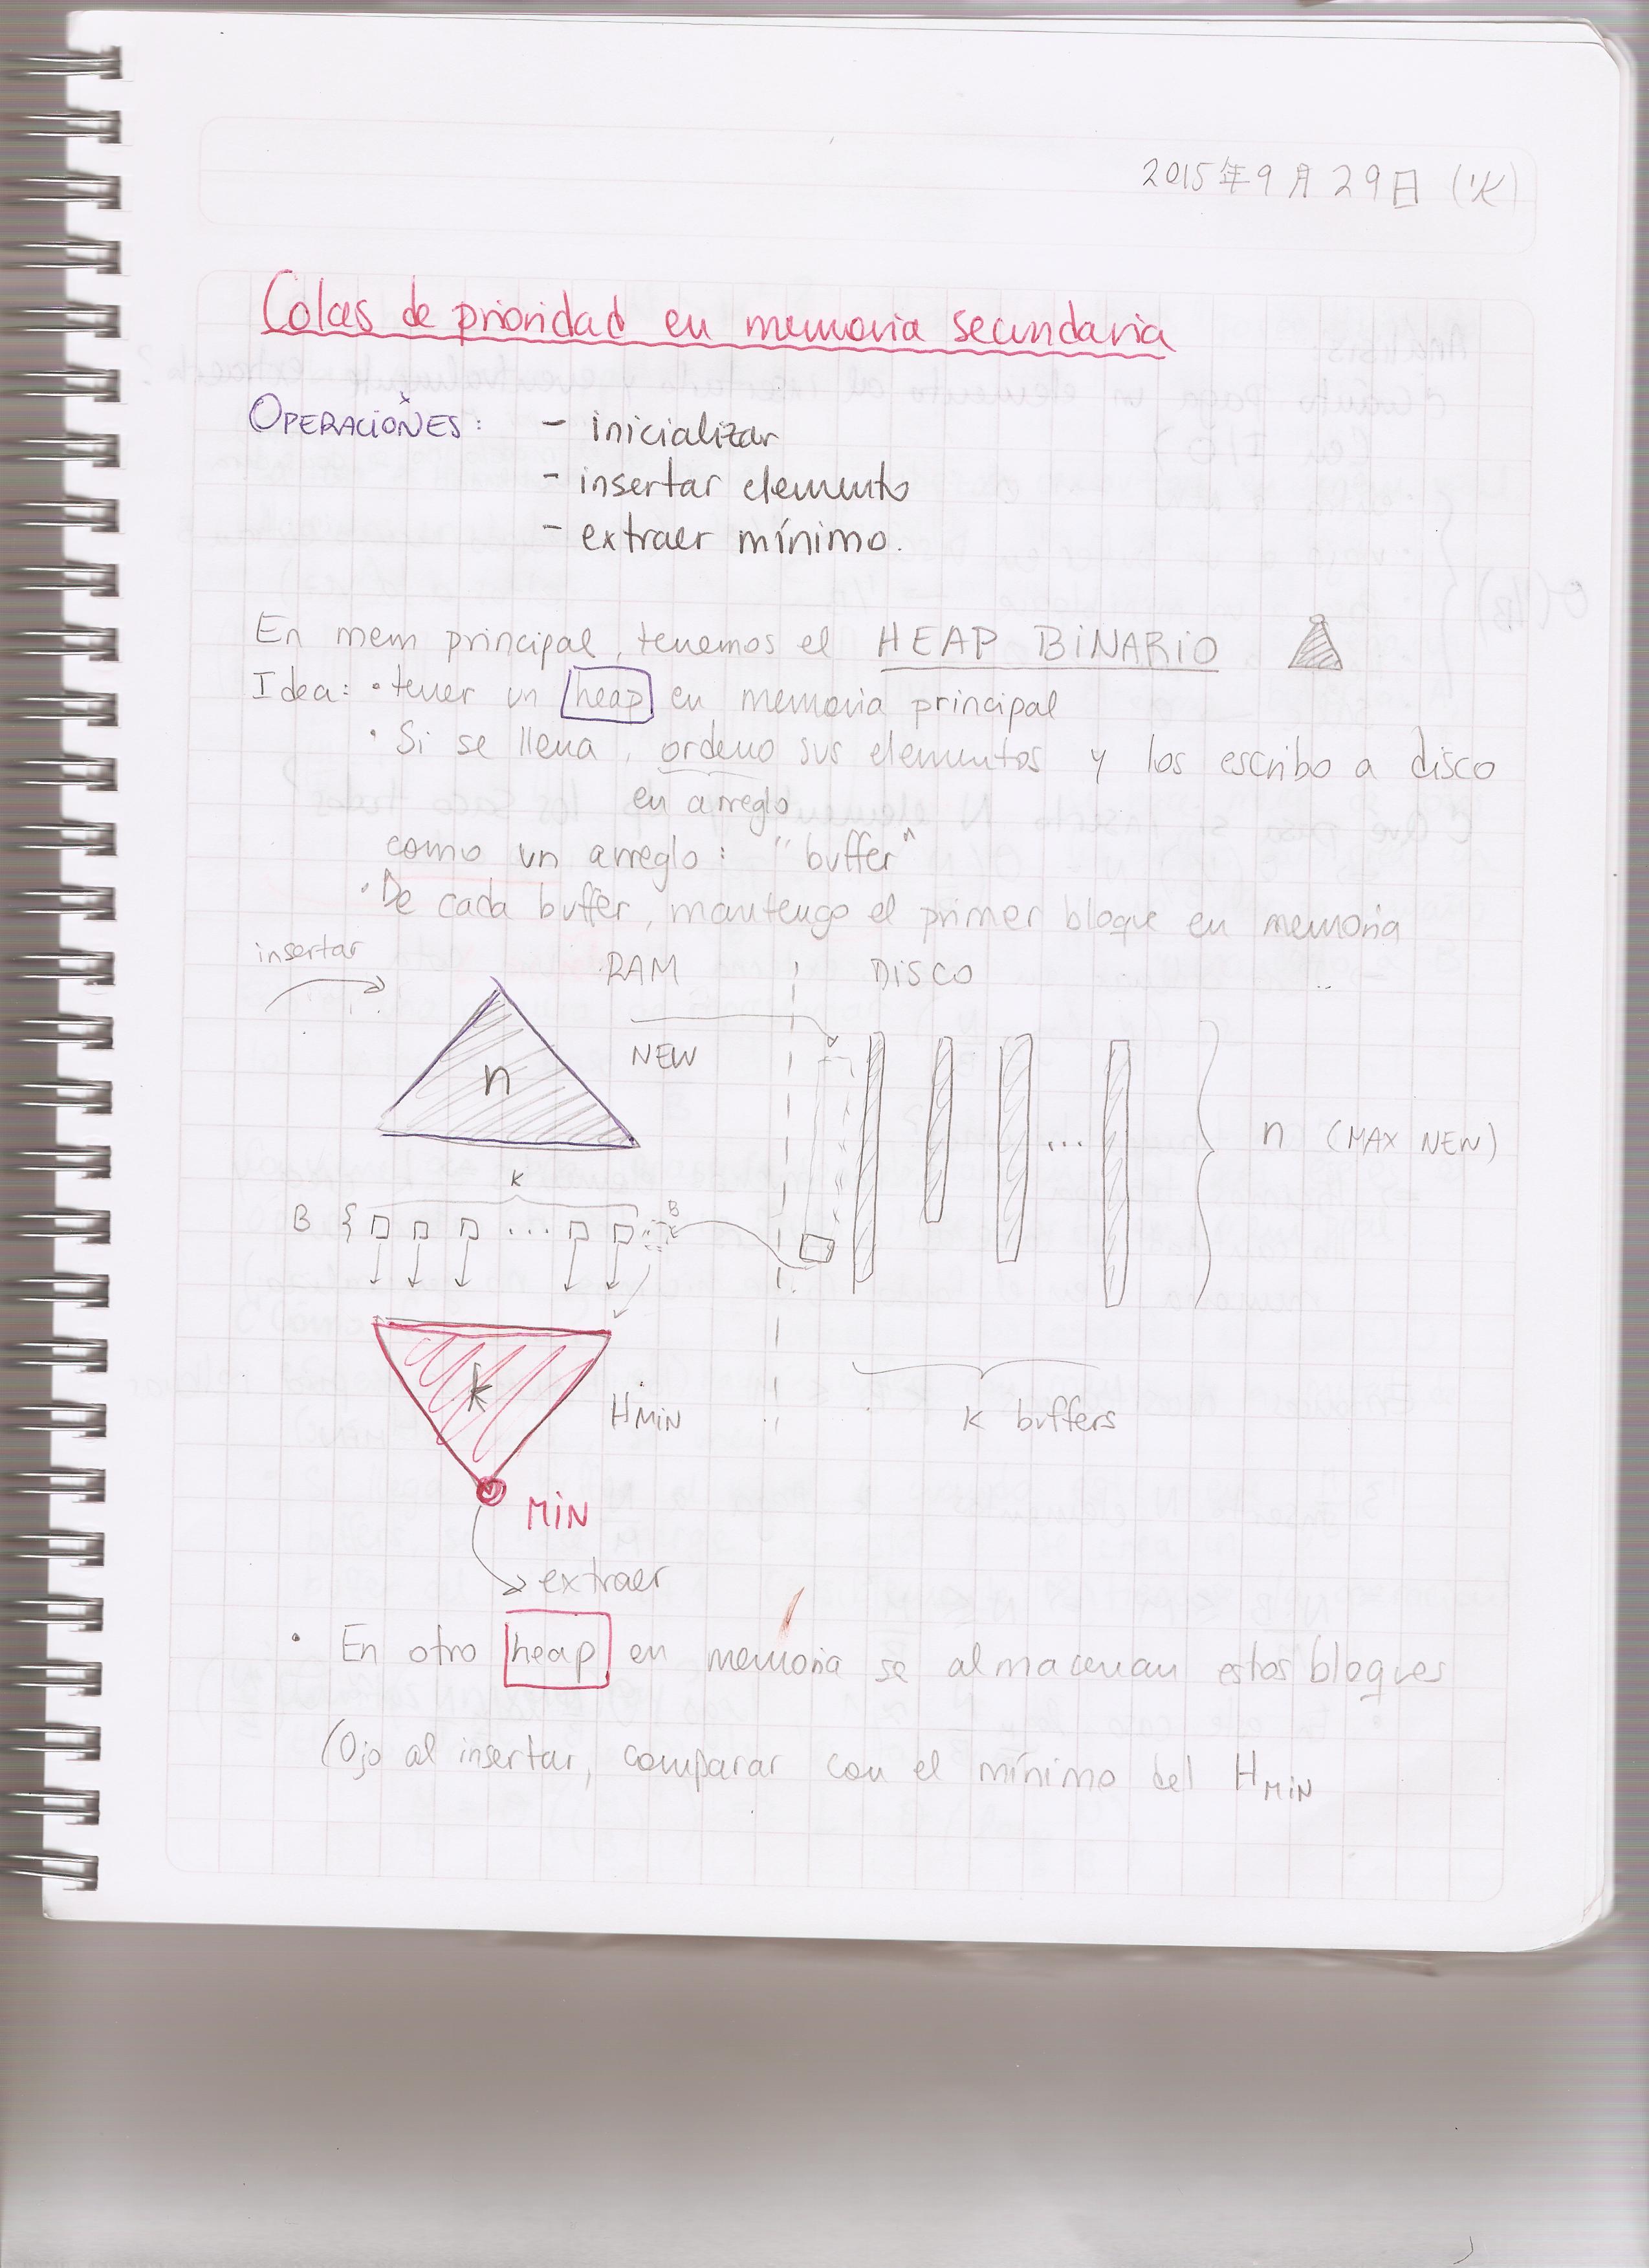 2015年9月29日 (火)
Colas de prioridad en memoria secundaria
OPERACIONES: - inicializar
- insertar elemento
- extraer mínimo.
En mem principal, tenemos el HEAP BINARIO
Idea: • tener un heap en memoria principal
• Si se llena, ordeno sus elementos y los escribo a disco
en arreglo
como un arreglo: "buffer"
• De cada buffer, mantengo el primer bloque en memoria
insertar
RAM DISCO
NEW
n
n (MAX NEW)
k
B { ... B
...
k
HMIN
k buffers
MIN
extraer
• En otro heap en memoria se almacenan estos bloques
(Ojo al insertar, comparar con el mínimo del HMIN